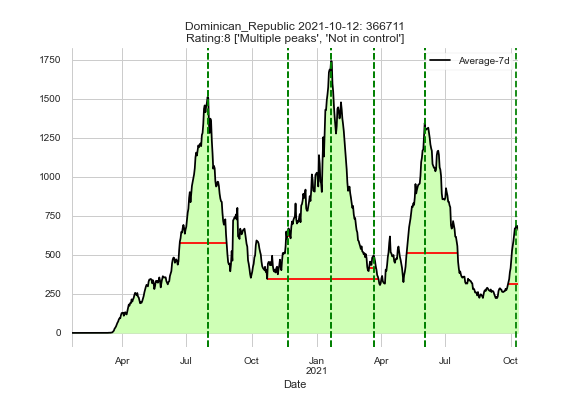 Dominican_Republic 2021-10-12: 366711
Rating:8 ['Multiple peaks', 'Not in control']
Average-7d
1750
1500
1250
1000
750
500
250
0
Apr Jul Oct Jan Apr Jul Oct
2021
Date